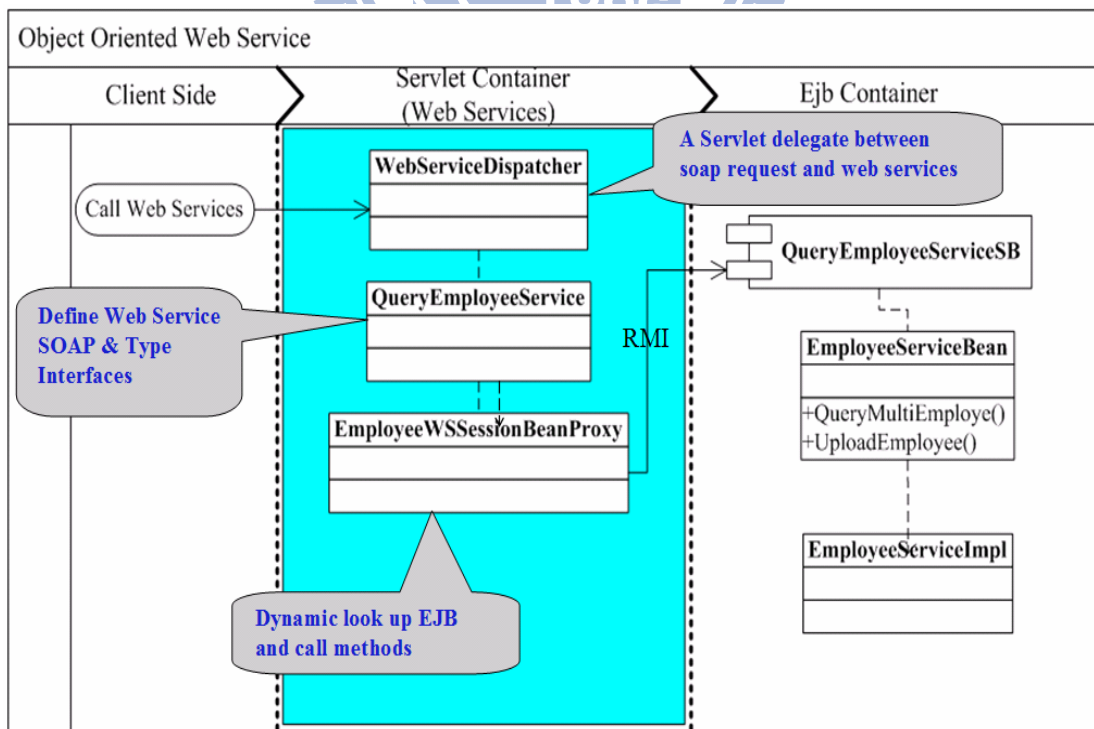 Object Oriented Web Service
Client Side
Servlet Container
(Web Services)
Ejb Container
A Servlet delegate between
soap request and web services
WebServiceDispatcher
Call Web Services
QueryEmployeeServiceSB
QueryEmployeeService
Define Web Service
SOAP & Type
Interfaces
RMI
EmployeeServiceBean
+QueryMultiEmploye()
+UploadEmployee()
EmployeeWSSessionBeanProxy
EmployeeServiceImpl
Dynamic look up EJB
and call methods